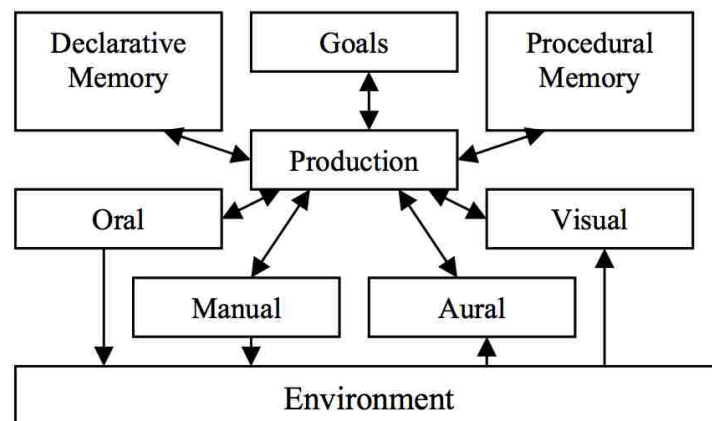 Declarative
Memory
Goals
Procedural
Memory
Production
Oral
Visual
Manual
Aural
Environment